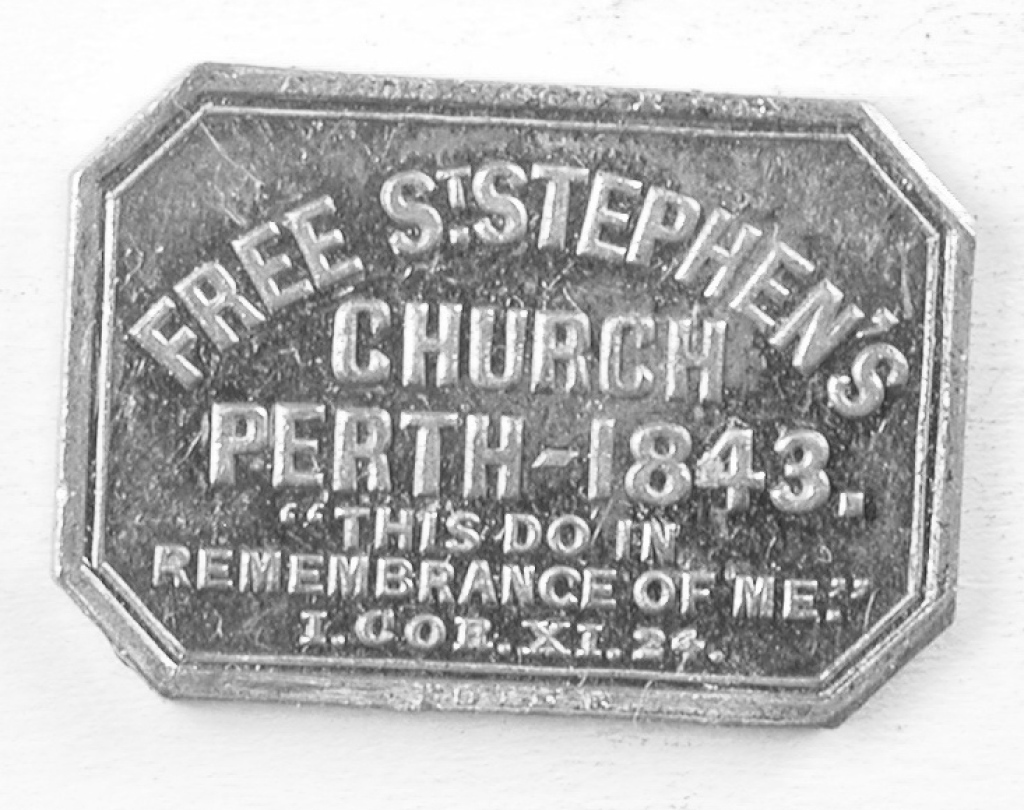 FREE ST. STEPHEN'S
CHURCH
PERTH-1843.
"THIS DO IN
REMEMBRANCE OF ME."
I. COR. XI. 24.